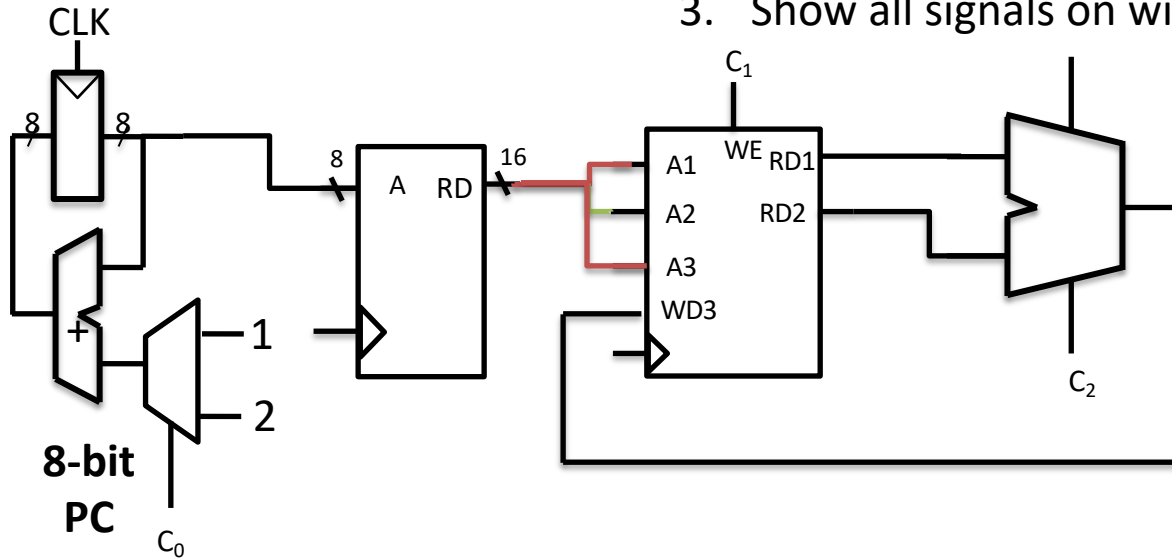 3. Show all signals on wi
CLK
C1
8
8
8
16
A
RD
A1
WE
RD1
A2
RD2
A3
WD3
+
1
2
C2
8-bit
PC
C0